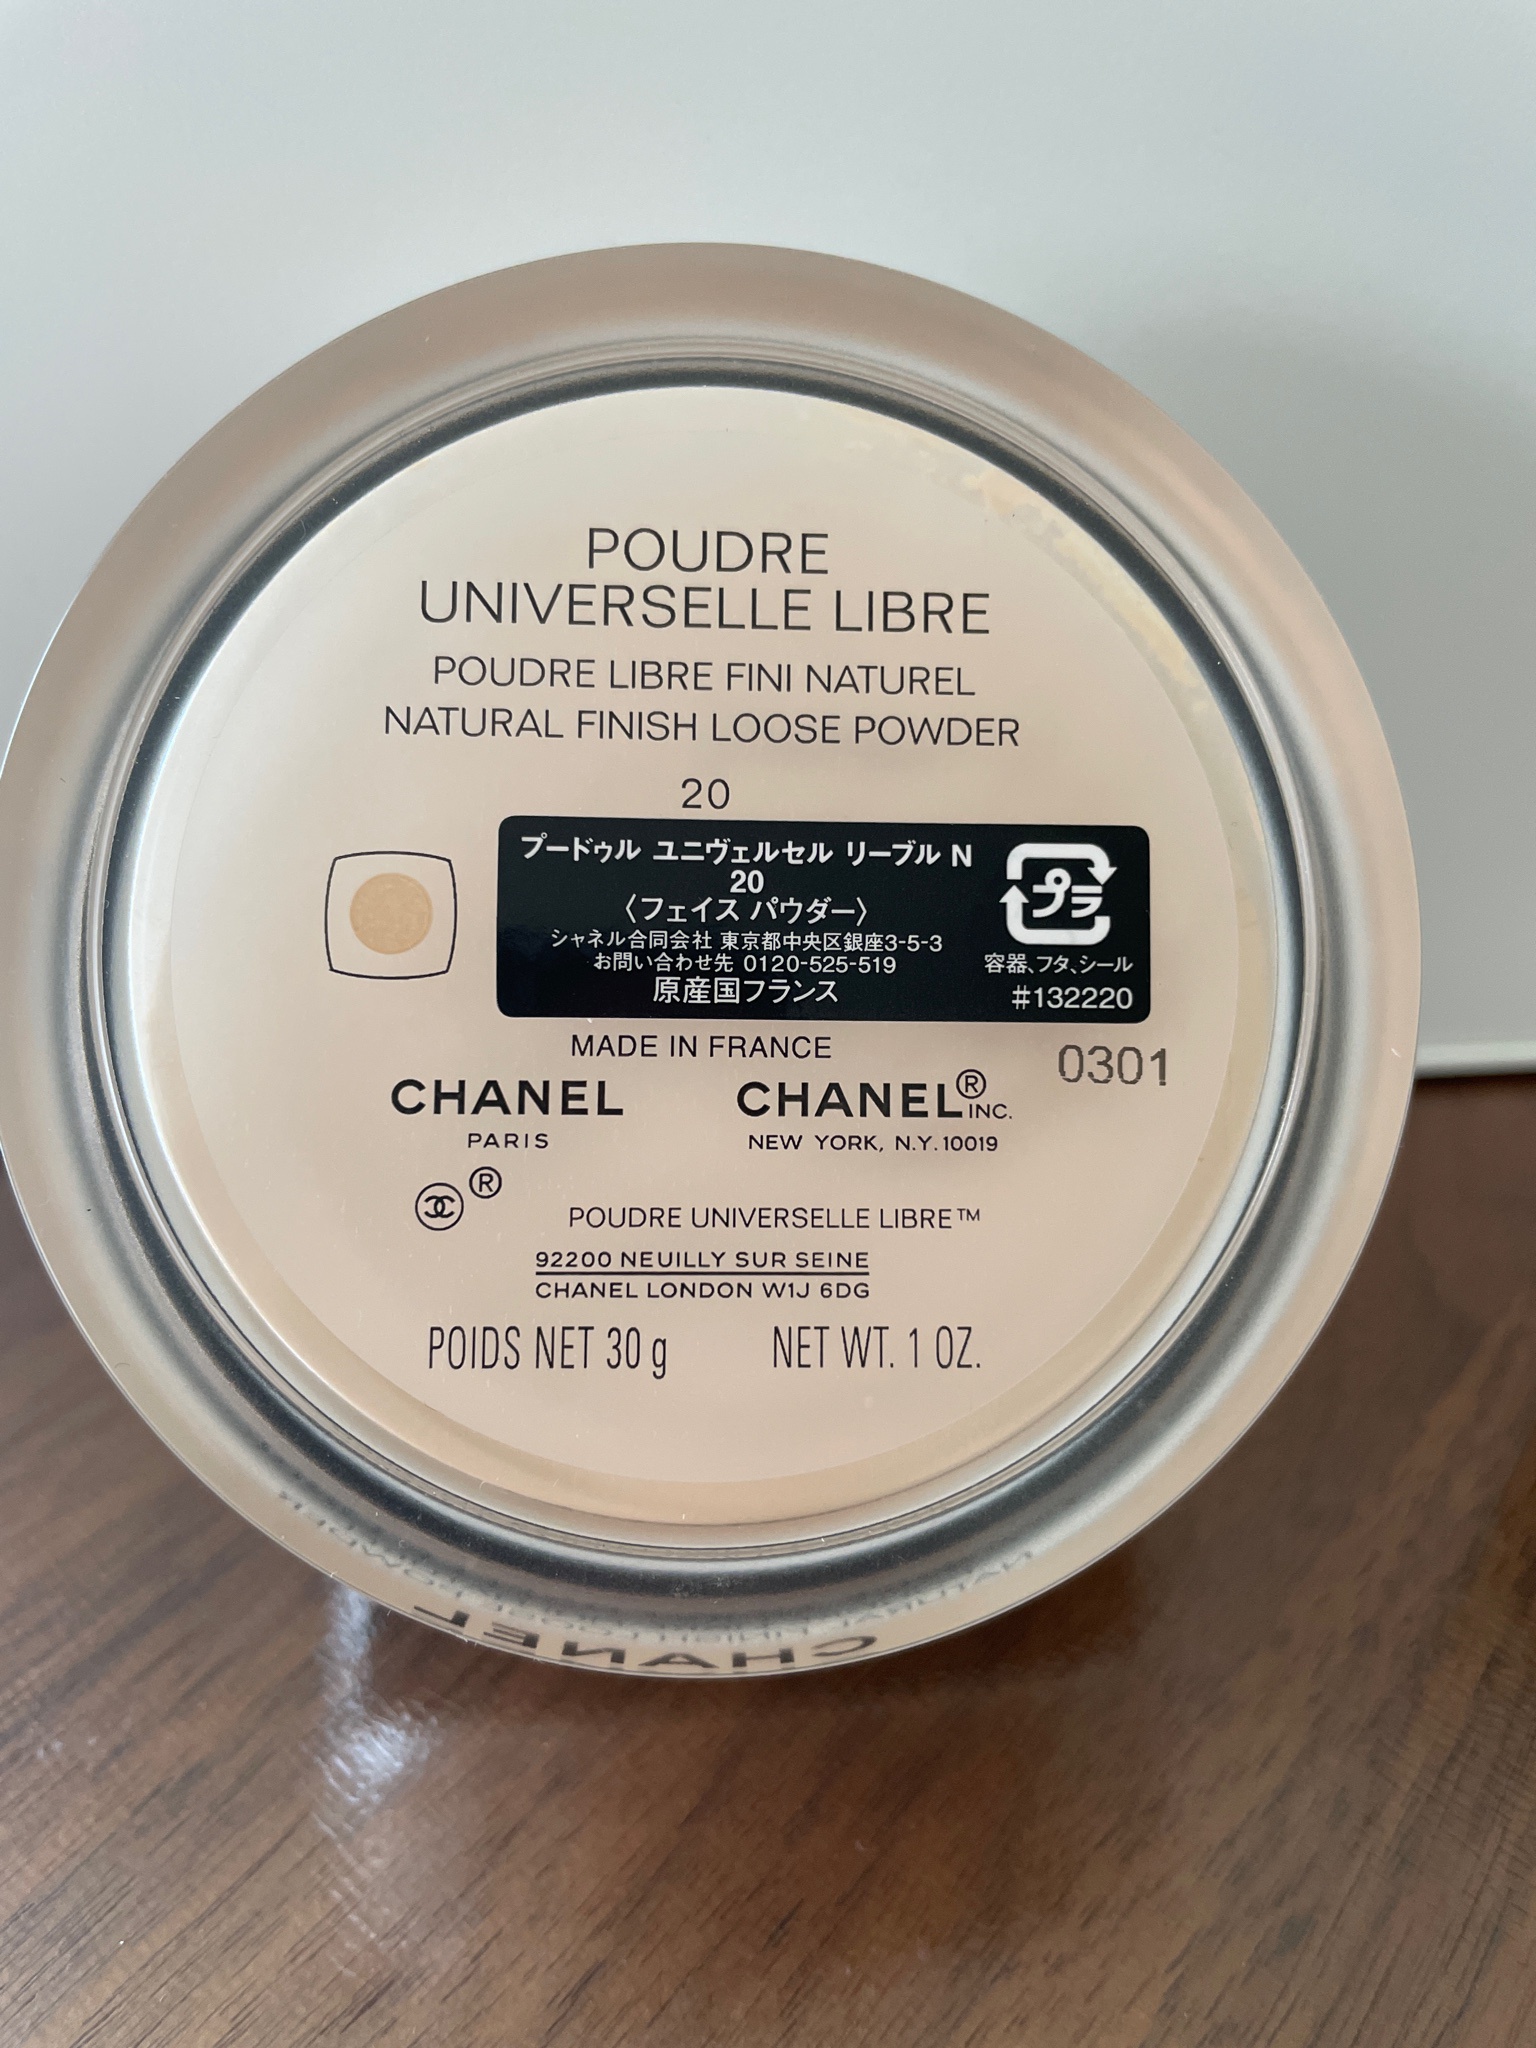 POUDRE
UNIVERSELLE LIBRE
POUDRE LIBRE FINI NATUREL
NATURAL FINISH LOOSE POWDER
20
プードゥル ユニヴェルセル リーブル N
20
〈フェイス パウダー〉
シャネル合同会社 東京都中央区銀座3-5-3
お問い合わせ先 0120-525-519
原産国フランス
プラ
容器、フタ、シール
#132220
MADE IN FRANCE
0301
CHANEL
PARIS
CHANEL® INC.
NEW YORK, N.Y. 10019
®
POUDRE UNIVERSELLE LIBRE™
92200 NEUILLY SUR SEINE
CHANEL LONDON W1J 6DG
POIDS NET 30 g NET WT. 1 OZ.
CHANEL